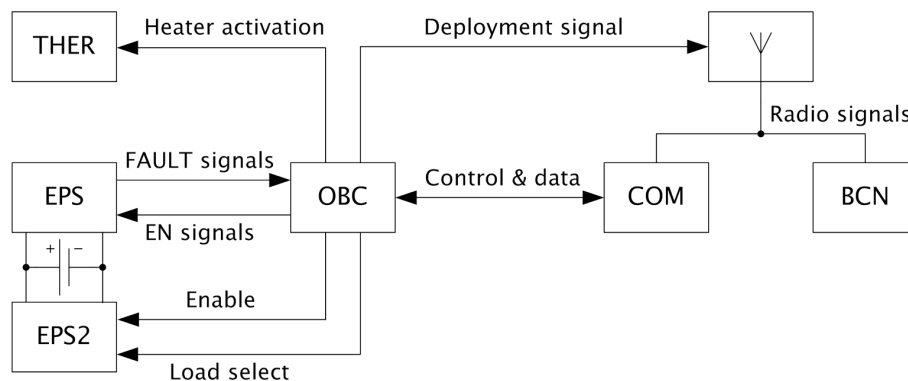 THER
Heater activation
Deployment signal
Radio signals
EPS
FAULT signals
EN signals
OBC
Control & data
COM
BCN
+ −
EPS2
Enable
Load select